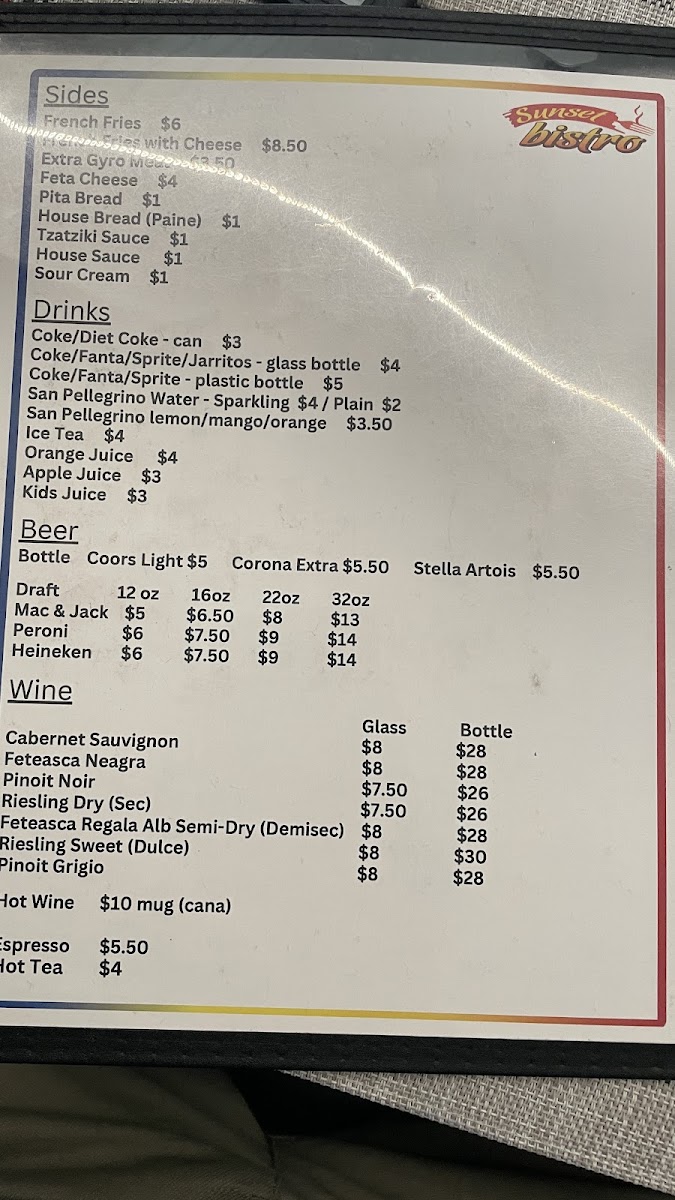 Sunset
bistro
Sides
French Fries $6
French Fries with Cheese $8.50
Extra Gyro Meat $3.50
Feta Cheese $4
Pita Bread $1
House Bread (Paine) $1
Tzatziki Sauce $1
House Sauce $1
Sour Cream $1
Drinks
Coke/Diet Coke - can $3
Coke/Fanta/Sprite/Jarritos - glass bottle $4
Coke/Fanta/Sprite - plastic bottle $5
San Pellegrino Water - Sparkling $4 / Plain $2
San Pellegrino lemon/mango/orange $3.50
Ice Tea $4
Orange Juice $4
Apple Juice $3
Kids Juice $3
Beer
Bottle Coors Light $5 Corona Extra $5.50 Stella Artois $5.50
Draft 12 oz 16oz 22oz 32oz
Mac & Jack $5 $6.50 $8 $13
Peroni $6 $7.50 $9 $14
Heineken $6 $7.50 $9 $14
Wine
Glass Bottle
Cabernet Sauvignon $8 $28
Feteasca Neagra $8 $28
Pinoit Noir $7.50 $26
Riesling Dry (Sec) $7.50 $26
Feteasca Regala Alb Semi-Dry (Demisec) $8 $28
Riesling Sweet (Dulce) $8 $30
Pinoit Grigio $8 $28
Hot Wine $10 mug (cana)
Espresso $5.50
Hot Tea $4